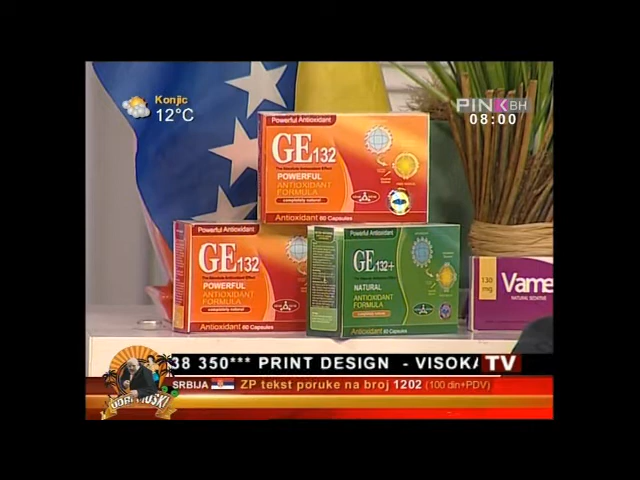 Konjic
12°C
PINK BH
08:00
Powerful Antioxidant
GE132
POWERFUL
ANTIOXIDANT
FORMULA
completely natural
Antioxidant 60 Capsules
Powerful Antioxidant
GE132
POWERFUL
ANTIOXIDANT
FORMULA
completely natural
Antioxidant 60 Capsules
Powerful Antioxidant
GE132+
NATURAL
ANTIOXIDANT
FORMULA
Antioxidant 60 Capsules
130
mg
Vame
NATURAL SEDATIVE
38 350*** PRINT DESIGN - VISOKA
TV
SRBIJA
ZP tekst poruke na broj 1202 (100 din+PDV)